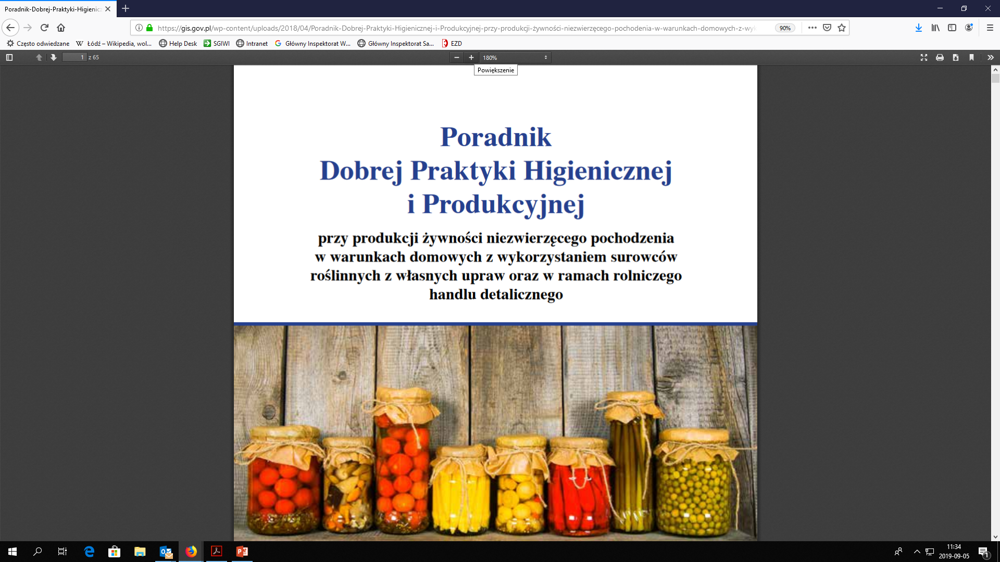 Poradnik-Dobrej-Praktyki-Higienicz
https://gis.gov.pl/wp-content/uploads/2018/04/Poradnik-Dobrej-Praktyki-Higienicznej-i-Produkcyjnej-przy-produkcji-żywności-niezwierzęcego-pochodenia-w-warunkach-domowych-z-wyk
90%
Często odwiedzane
W Łódź – Wikipedia, wol...
Help Desk
SGIWI
Intranet
G Główny Inspektorat W...
Główny Inspektorat Sa...
EZD
1 z 65
180%
Powiększenie
Poradnik
Dobrej Praktyki Higienicznej
i Produkcyjnej
przy produkcji żywności niezwierzęcego pochodzenia
w warunkach domowych z wykorzystaniem surowców
roślinnych z własnych upraw oraz w ramach rolniczego
handlu detalicznego
11:34
2019-09-05
1